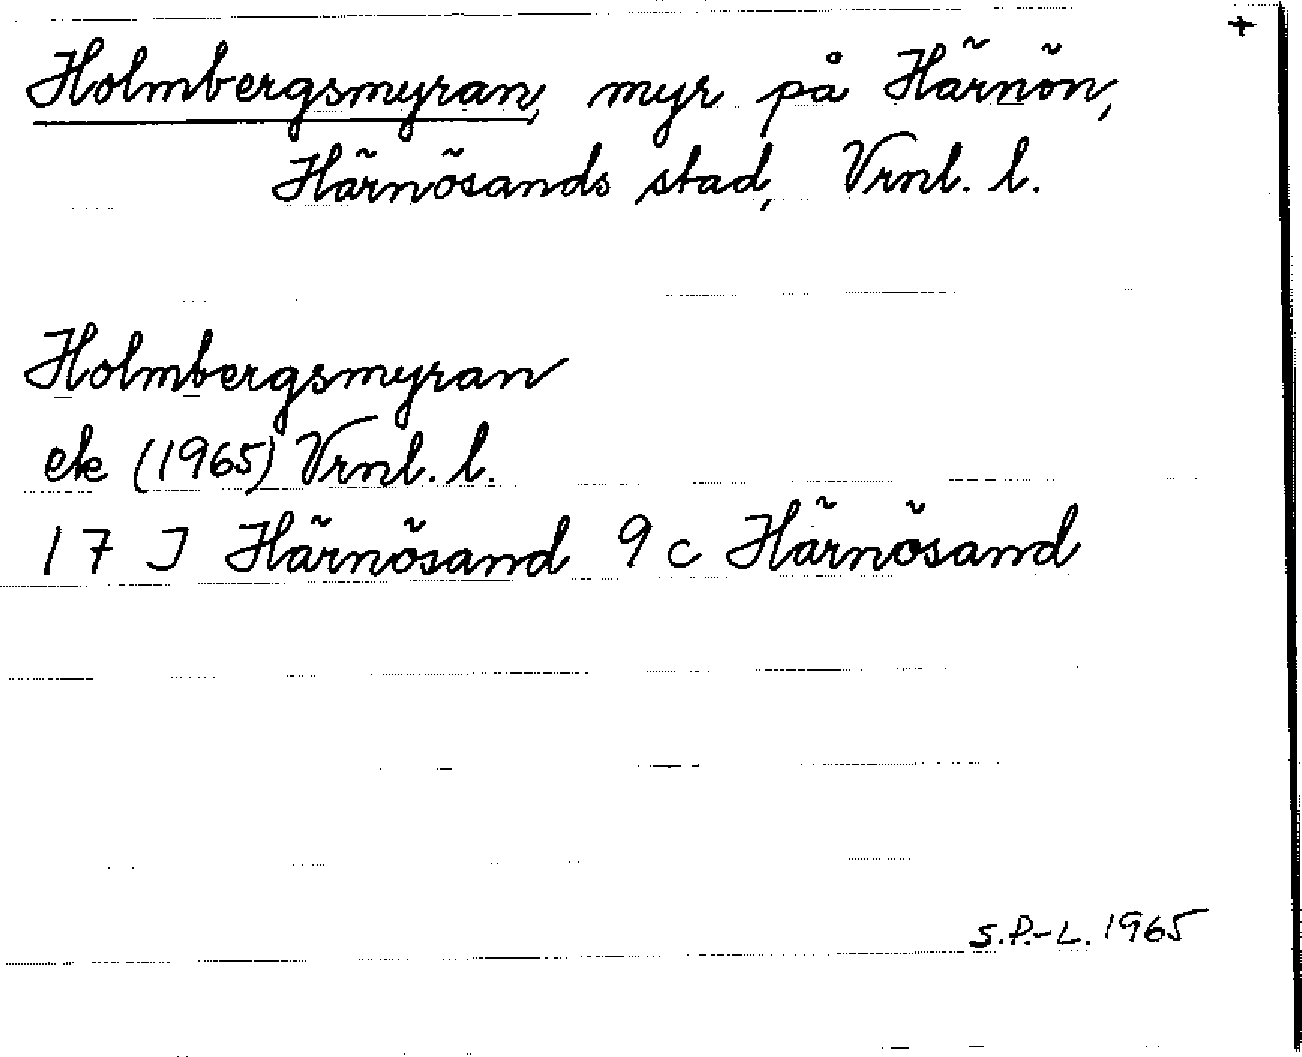 +
Holmbergsmyran, myr på Härnön,
Härnösands stad, Vrnl. l.
Holmbergsmyran
ek (1965) Vrnl. l.
17 J Härnösand 9 c Härnösand
S.P.-L. 1965